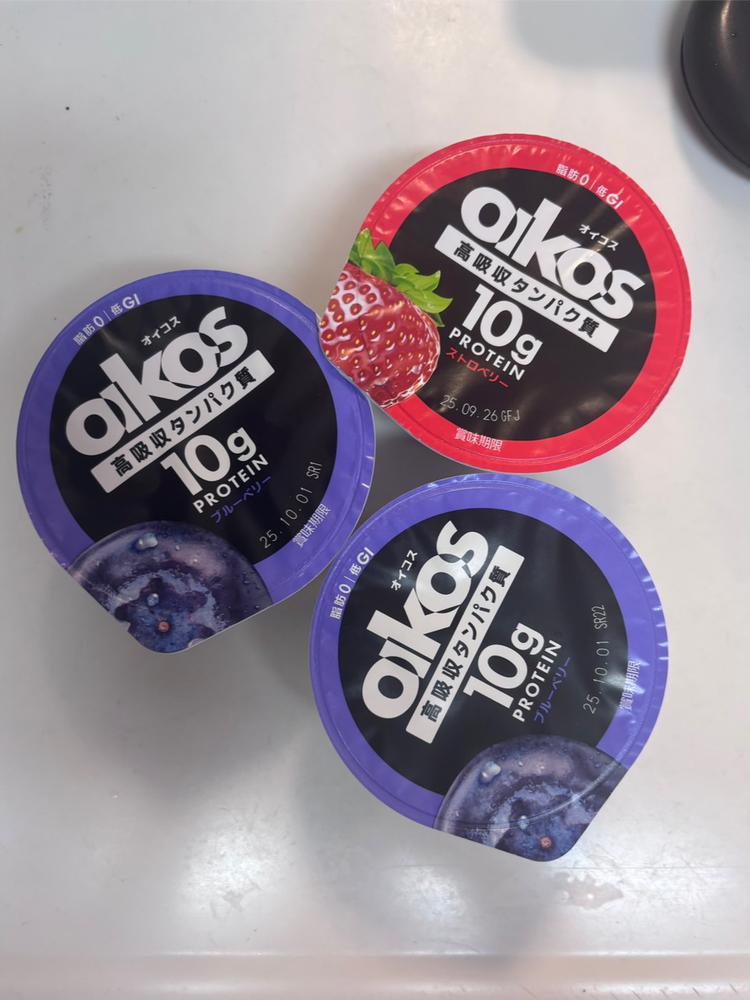 脂肪0|低GI
オイコス
oikos
高吸収タンパク質
10g
PROTEIN
ストロベリー
25.09.26 GFJ
賞味期限
脂肪0|低GI
オイコス
oikos
高吸収タンパク質
10g
PROTEIN
ブルーベリー
25.10.01 SR1
賞味期限
脂肪0|低GI
オイコス
oikos
高吸収タンパク質
10g
PROTEIN
ブルーベリー
25.10.01 SR22
賞味期限